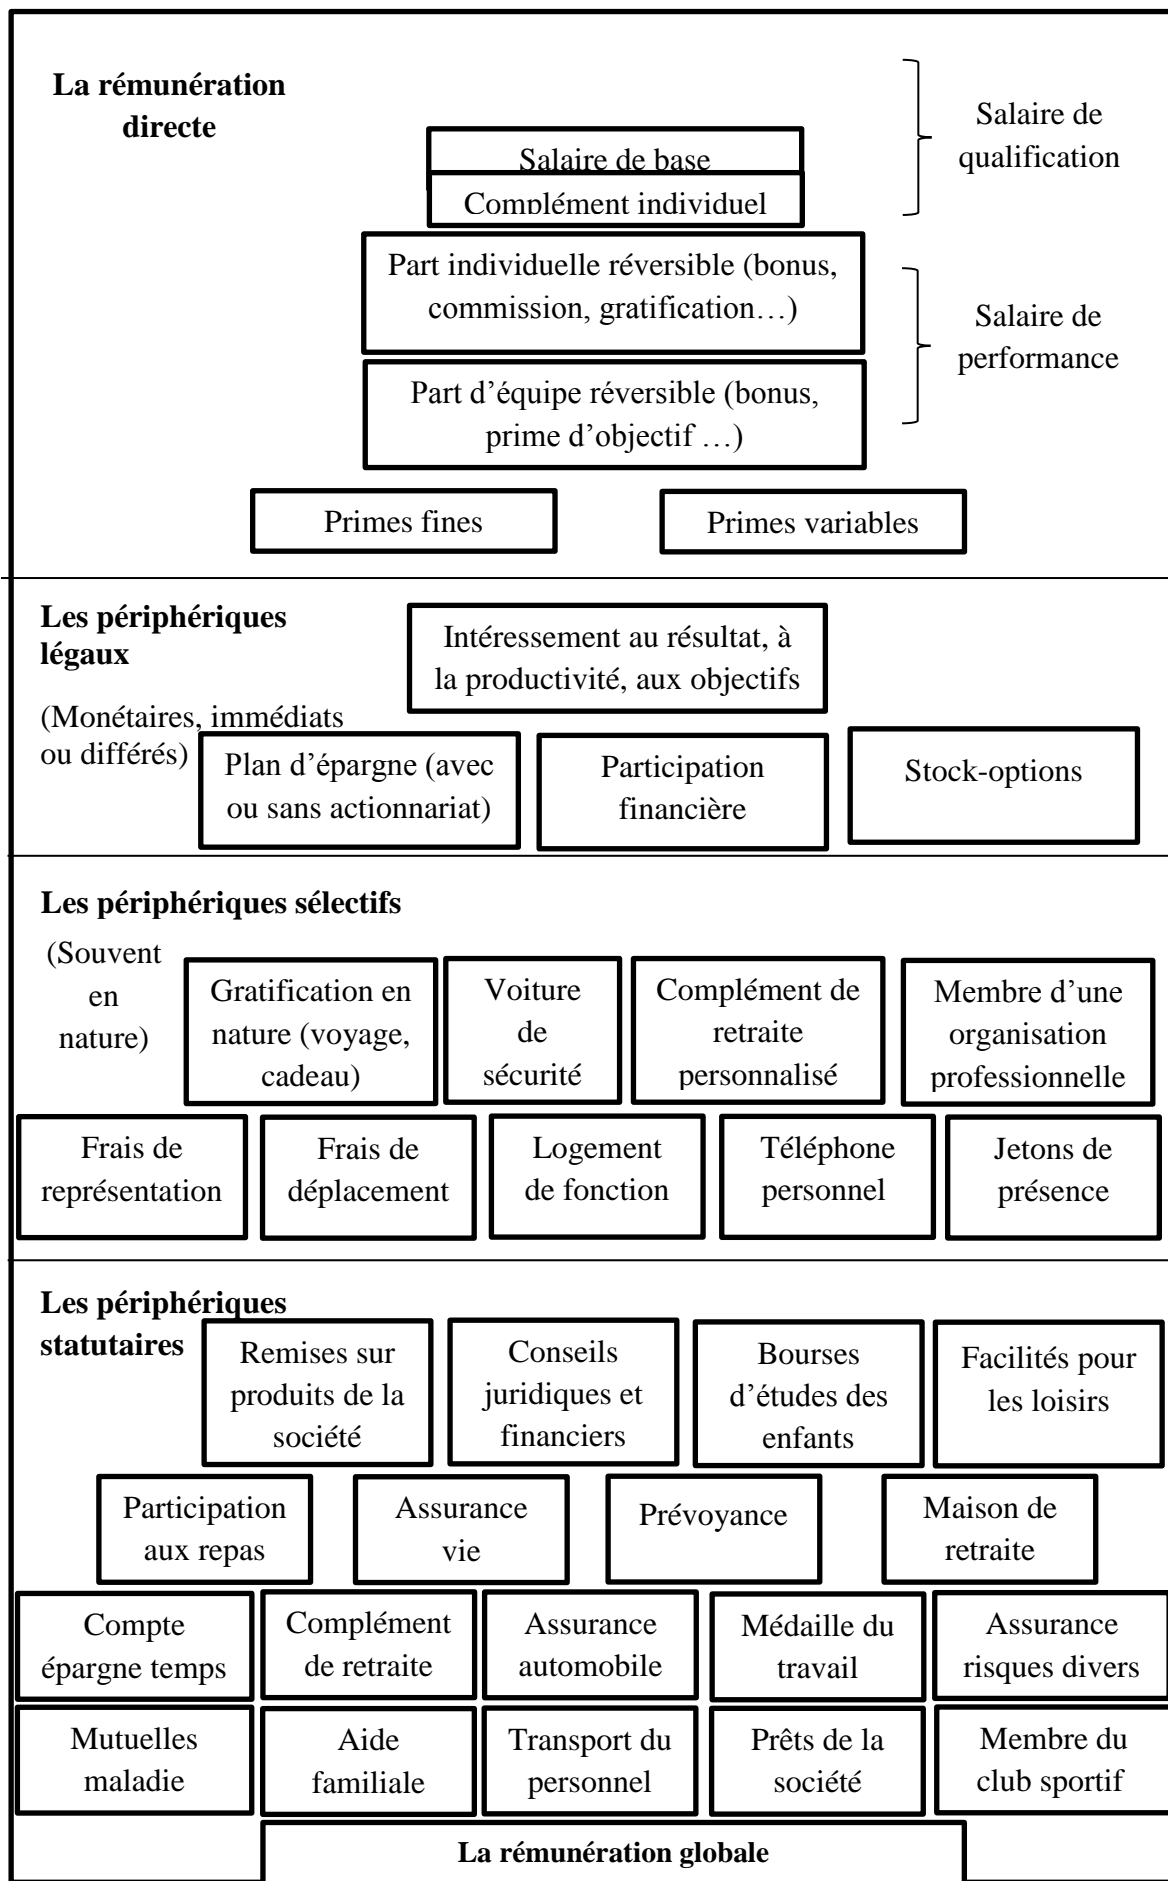 La rémunération
directe
Salaire de
qualification
Salaire de base
Complément individuel
Part individuelle réversible (bonus,
commission, gratification…)
Salaire de
performance
Part d’équipe réversible (bonus,
prime d’objectif …)
Primes fines
Primes variables
Les périphériques
légaux
(Monétaires, immédiats
ou différés)
Intéressement au résultat, à
la productivité, aux objectifs
Plan d’épargne (avec
ou sans actionnariat)
Participation
financière
Stock-options
Les périphériques sélectifs
(Souvent
en
nature)
Gratification en
nature (voyage,
cadeau)
Voiture
de
sécurité
Complément de
retraite
personnalisé
Membre d’une
organisation
professionnelle
Frais de
représentation
Frais de
déplacement
Logement
de fonction
Téléphone
personnel
Jetons de
présence
Les périphériques
statutaires
Remises sur
produits de la
société
Conseils
juridiques et
financiers
Bourses
d’études des
enfants
Facilités pour
les loisirs
Participation
aux repas
Assurance
vie
Prévoyance
Maison de
retraite
Compte
épargne temps
Complément
de retraite
Assurance
automobile
Médaille du
travail
Assurance
risques divers
Mutuelles
maladie
Aide
familiale
Transport du
personnel
Prêts de la
société
Membre du
club sportif
La rémunération globale